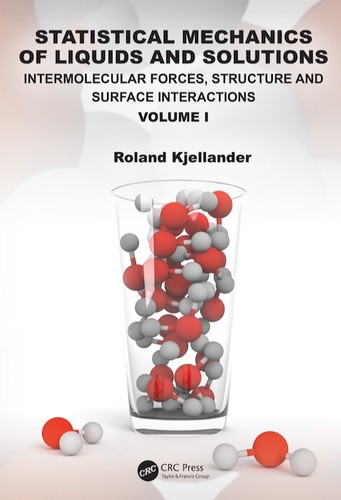 STATISTICAL MECHANICS
OF LIQUIDS AND SOLUTIONS
INTERMOLECULAR FORCES, STRUCTURE AND
SURFACE INTERACTIONS
VOLUME I
Roland Kjellander
CRC CRC Press
Taylor & Francis Group